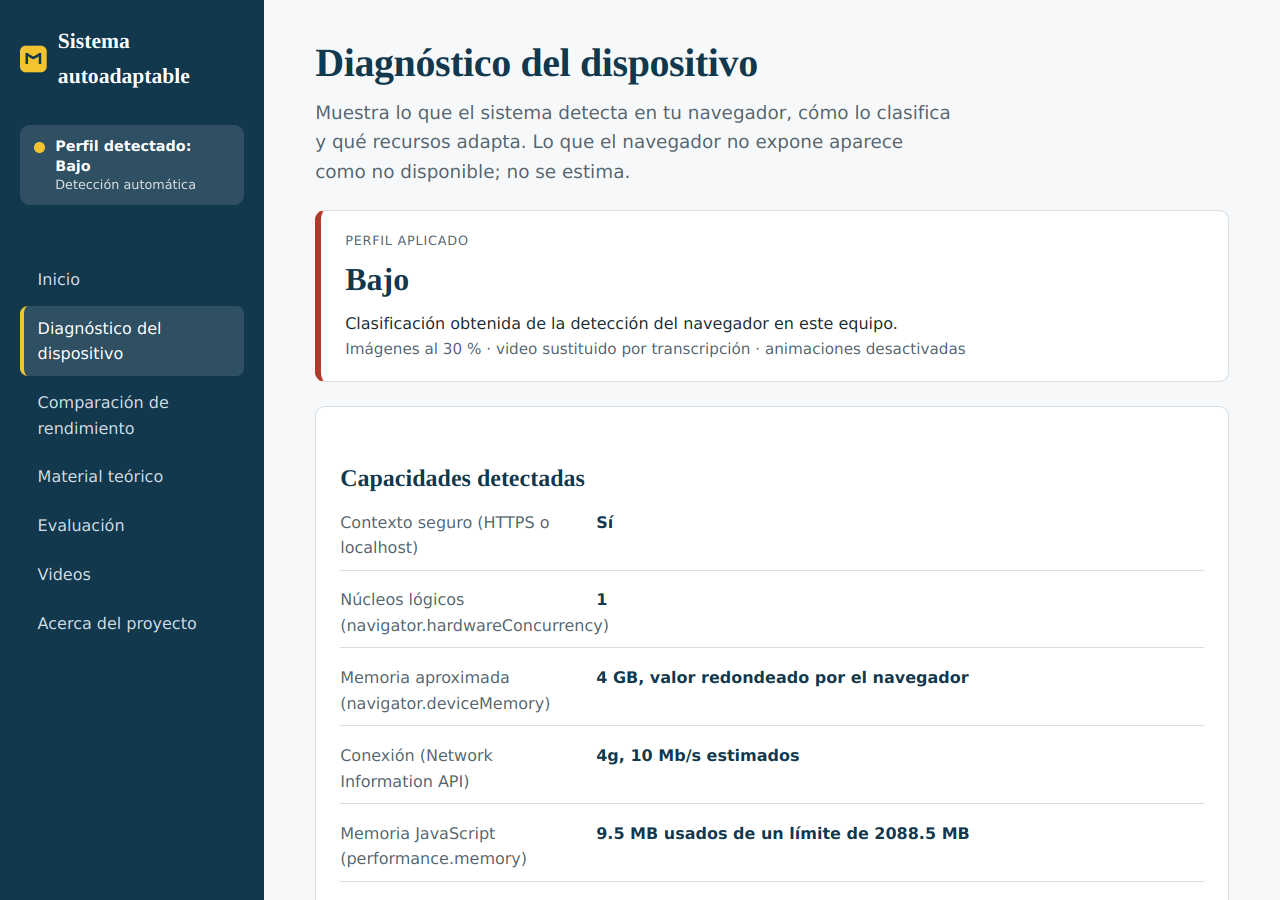 Sistema
autoadaptable
Perfil detectado:
Bajo
Detección automática
Inicio
Diagnóstico del
dispositivo
Comparación de
rendimiento
Material teórico
Evaluación
Videos
Acerca del proyecto
Diagnóstico del dispositivo
Muestra lo que el sistema detecta en tu navegador, cómo lo clasifica
y qué recursos adapta. Lo que el navegador no expone aparece
como no disponible; no se estima.
PERFIL APLICADO
Bajo
Clasificación obtenida de la detección del navegador en este equipo.
Imágenes al 30 % · video sustituido por transcripción · animaciones desactivadas
Capacidades detectadas
Contexto seguro (HTTPS o
localhost)
Sí
Núcleos lógicos
(navigator.hardwareConcurrency)
1
Memoria aproximada
(navigator.deviceMemory)
4 GB, valor redondeado por el navegador
Conexión (Network
Information API)
4g, 10 Mb/s estimados
Memoria JavaScript
(performance.memory)
9.5 MB usados de un límite de 2088.5 MB